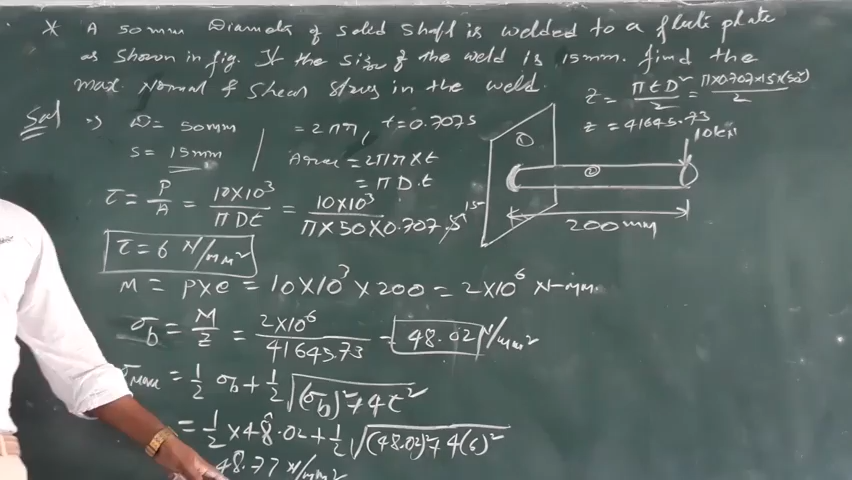 * A 50mm Diameter of solid shaft is welded to a flate plate
as shown in fig. If the size of the weld is 15mm. find the
max. Normal & Shear stress in the weld.
Z = πtD²/2 = π×0.707×15×(50²)/2
Z = 41645.73
Sol → D = 50mm
S = 15mm
= 2πr, t = 0.707S
Area = 2πr×t
= πD.t
10kN
① ②
200mm
τ = P/A = 10×10³/πDt = 10×10³/π×50×0.707×15
τ = 6 N/mm²
M = P×e = 10×10³×200 = 2×10⁶ N-mm.
σb = M/Z = 2×10⁶/41645.73 = 48.02 N/mm²
σmax = 1/2 σb + 1/2 √(σb)²+4τ²
= 1/2 ×48.02 + 1/2 √(48.02)²+4(6)²
48.77 N/mm²